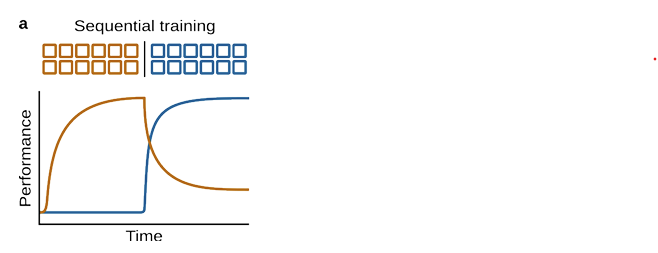 a
Sequential training
Performance
Time